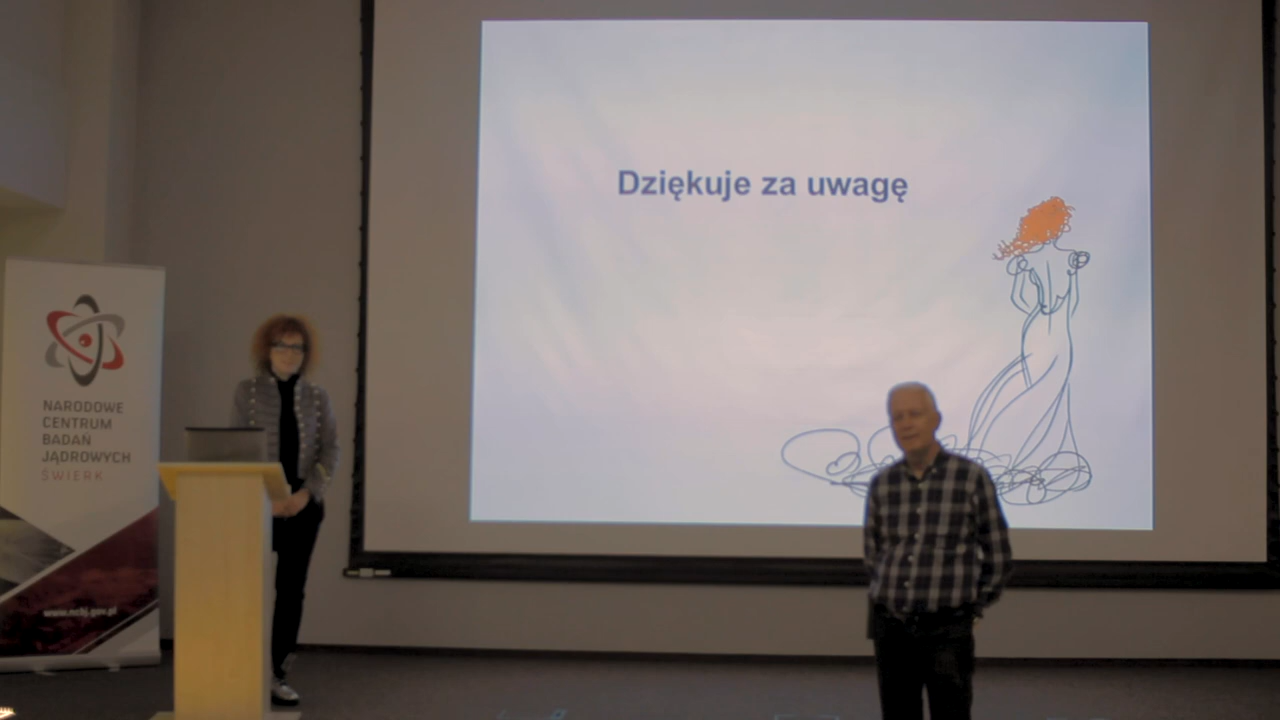 Dziękuje za uwagę
NARODOWE
CENTRUM
BADAŃ
JĄDROWYCH
ŚWIERK
www.ncbj.gov.pl